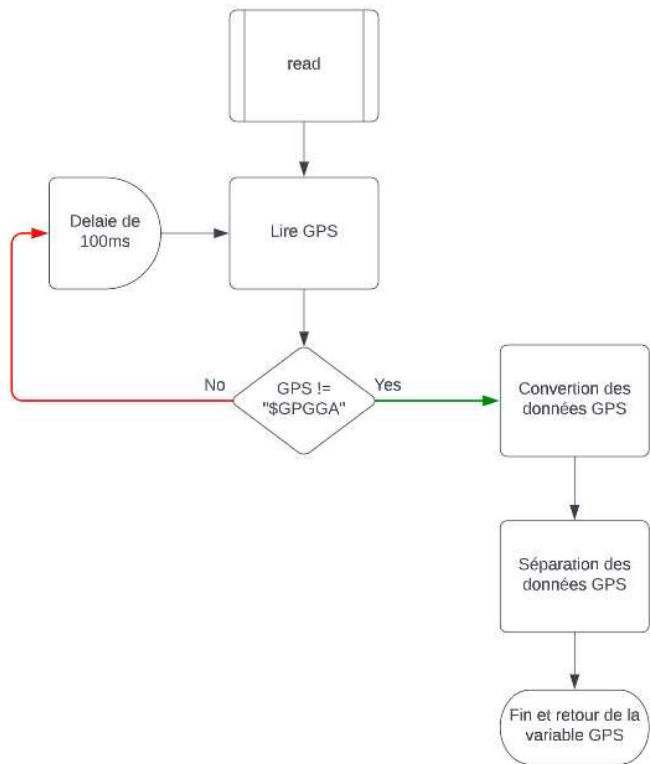 read
Delaie de
100ms
Lire GPS
No
GPS !=
"$GPGGA"
Yes
Convertion des
données GPS
Séparation des
données GPS
Fin et retour de la
variable GPS